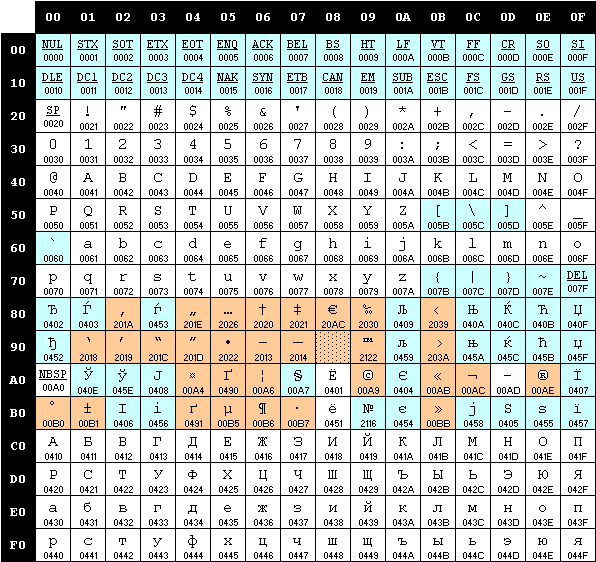 00 01 02 03 04 05 06 07 08 09 0A 0B 0C 0D 0E 0F
00 NUL STX SOT ETX EOT ENQ ACK BEL BS HT LF VT FF CR SO SI
0000 0001 0002 0003 0004 0005 0006 0007 0008 0009 000A 000B 000C 000D 000E 000F
10 DLE DC1 DC2 DC3 DC4 NAK SYN ETB CAN EM SUB ESC FS GS RS US
0010 0011 0012 0013 0014 0015 0016 0017 0018 0019 001A 001B 001C 001D 001E 001F
20 SP ! " # $ % & ' ( ) * + , - . /
0020 0021 0022 0023 0024 0025 0026 0027 0028 0029 002A 002B 002C 002D 002E 002F
30 0 1 2 3 4 5 6 7 8 9 : ; < = > ?
0030 0031 0032 0033 0034 0035 0036 0037 0038 0039 003A 003B 003C 003D 003E 003F
40 @ A B C D E F G H I J K L M N O
0040 0041 0042 0043 0044 0045 0046 0047 0048 0049 004A 004B 004C 004D 004E 004F
50 P Q R S T U V W X Y Z [ \ ] ^ _
0050 0051 0052 0053 0054 0055 0056 0057 0058 0059 005A 005B 005C 005D 005E 005F
60 ` a b c d e f g h i j k l m n o
0060 0061 0062 0063 0064 0065 0066 0067 0068 0069 006A 006B 006C 006D 006E 006F
70 p q r s t u v w x y z { | } ~ DEL
0070 0071 0072 0073 0074 0075 0076 0077 0078 0079 007A 007B 007C 007D 007E 007F
80 Ђ Ѓ ‚ ѓ „ … † ‡ € ‰ Љ ‹ Њ Ќ Ћ Џ
0402 0403 201A 0453 201E 2026 2020 2021 20AC 2030 0409 2039 040A 040C 040B 040F
90 ђ ‘ ’ “ ” • – — ™ љ › њ ќ ћ џ
0452 2018 2019 201C 201D 2022 2013 2014 2122 0459 203A 045A 045C 045B 045F
A0 NBSP Ў ў Ј ¤ Ґ ¦ § Ё © Є « ¬ - ® Ї
00A0 040E 045E 0408 00A4 0490 00A6 00A7 0401 00A9 0404 00AB 00AC 00AD 00AE 0407
B0 ° ± І і ґ µ ¶ · ё № є » ј Ѕ ѕ ї
00B0 00B1 0406 0456 0491 00B5 00B6 00B7 0451 2116 0454 00BB 0458 0405 0455 0457
C0 А Б В Г Д Е Ж З И Й К Л М Н О П
0410 0411 0412 0413 0414 0415 0416 0417 0418 0419 041A 041B 041C 041D 041E 041F
D0 Р С Т У Ф Х Ц Ч Ш Щ Ъ Ы Ь Э Ю Я
0420 0421 0422 0423 0424 0425 0426 0427 0428 0429 042A 042B 042C 042D 042E 042F
E0 а б в г д е ж з и й к л м н о п
0430 0431 0432 0433 0434 0435 0436 0437 0438 0439 043A 043B 043C 043D 043E 043F
F0 р с т у ф х ц ч ш щ ъ ы ь э ю я
0440 0441 0442 0443 0444 0445 0446 0447 0448 0449 044A 044B 044C 044D 044E 044F